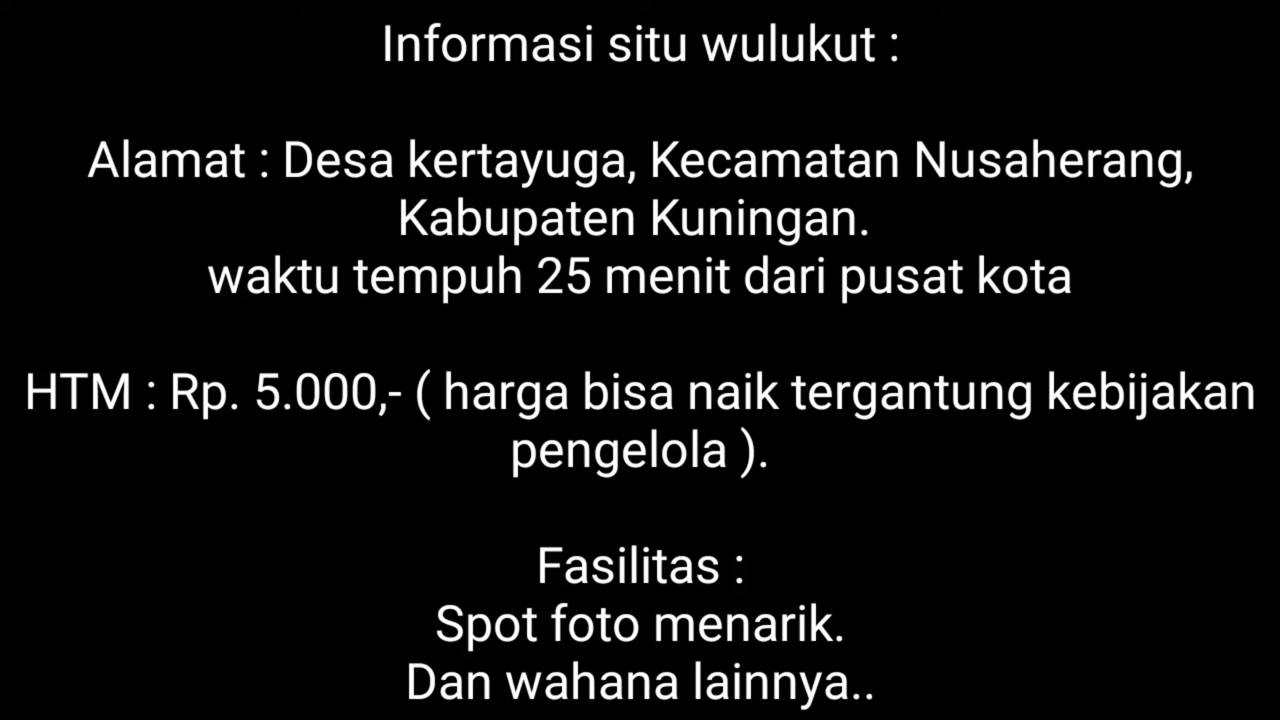 Informasi situ wulukut :
Alamat : Desa kertayuga, Kecamatan Nusaherang,
Kabupaten Kuningan.
waktu tempuh 25 menit dari pusat kota
HTM : Rp. 5.000,- ( harga bisa naik tergantung kebijakan
pengelola ).
Fasilitas :
Spot foto menarik.
Dan wahana lainnya..